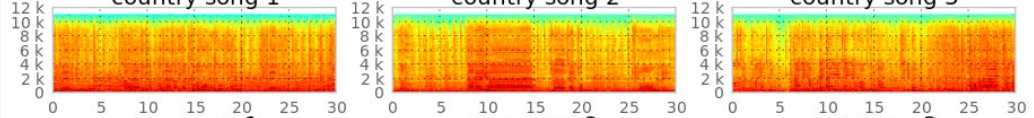 country song 1 country song 2 country song 3
12 k 12 k 12 k
10 k 10 k 10 k
8 k 8 k 8 k
6 k 6 k 6 k
4 k 4 k 4 k
2 k 2 k 2 k
0 0 0
0 5 10 15 20 25 30 0 5 10 15 20 25 30 0 5 10 15 20 25 30